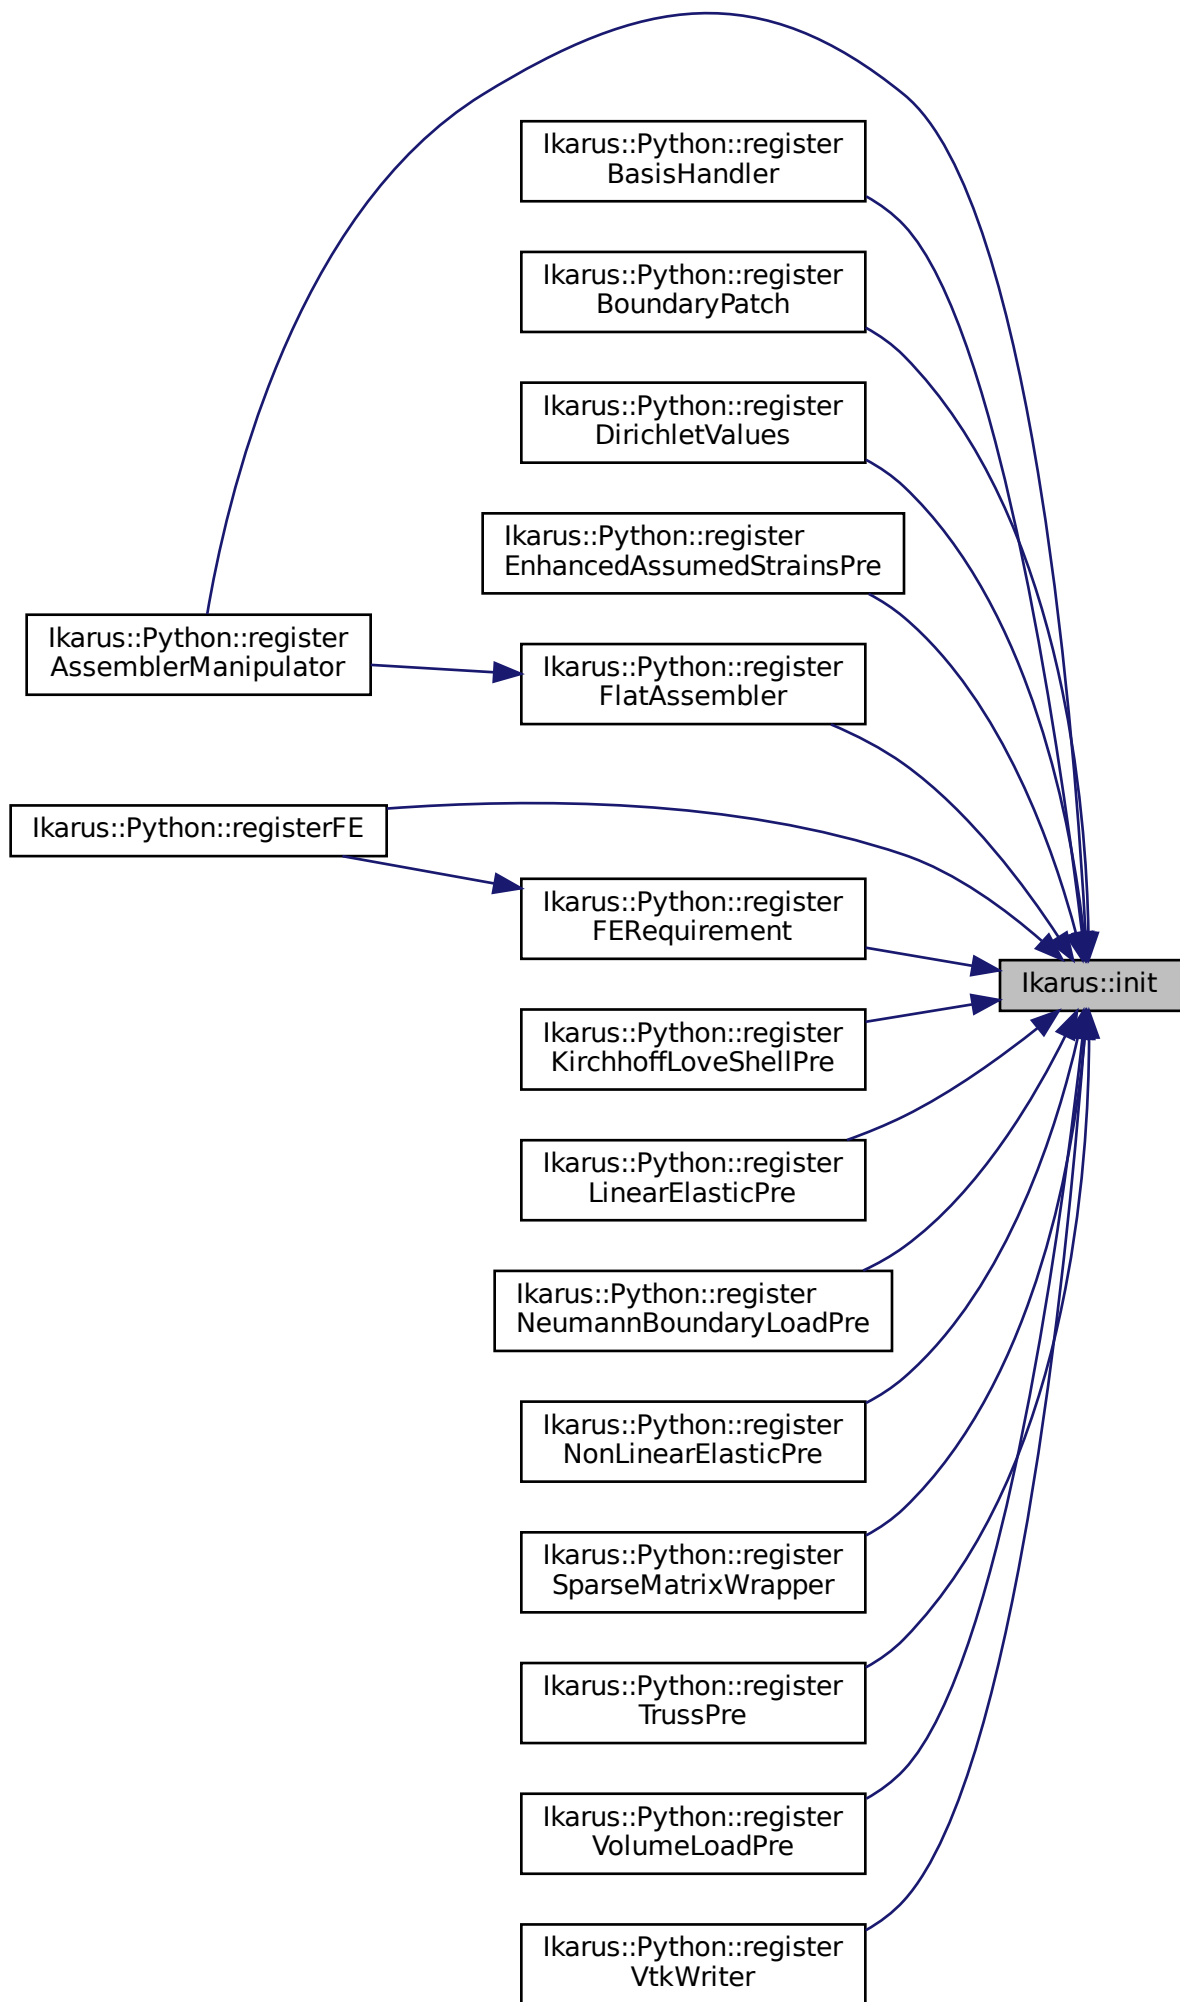 Ikarus::Python::register
BasisHandler
Ikarus::Python::register
BoundaryPatch
Ikarus::Python::register
DirichletValues
Ikarus::Python::register
EnhancedAssumedStrainsPre
Ikarus::Python::register
AssemblerManipulator
Ikarus::Python::register
FlatAssembler
Ikarus::Python::registerFE
Ikarus::Python::register
FERequirement
Ikarus::init
Ikarus::Python::register
KirchhoffLoveShellPre
Ikarus::Python::register
LinearElasticPre
Ikarus::Python::register
NeumannBoundaryLoadPre
Ikarus::Python::register
NonLinearElasticPre
Ikarus::Python::register
SparseMatrixWrapper
Ikarus::Python::register
TrussPre
Ikarus::Python::register
VolumeLoadPre
Ikarus::Python::register
VtkWriter